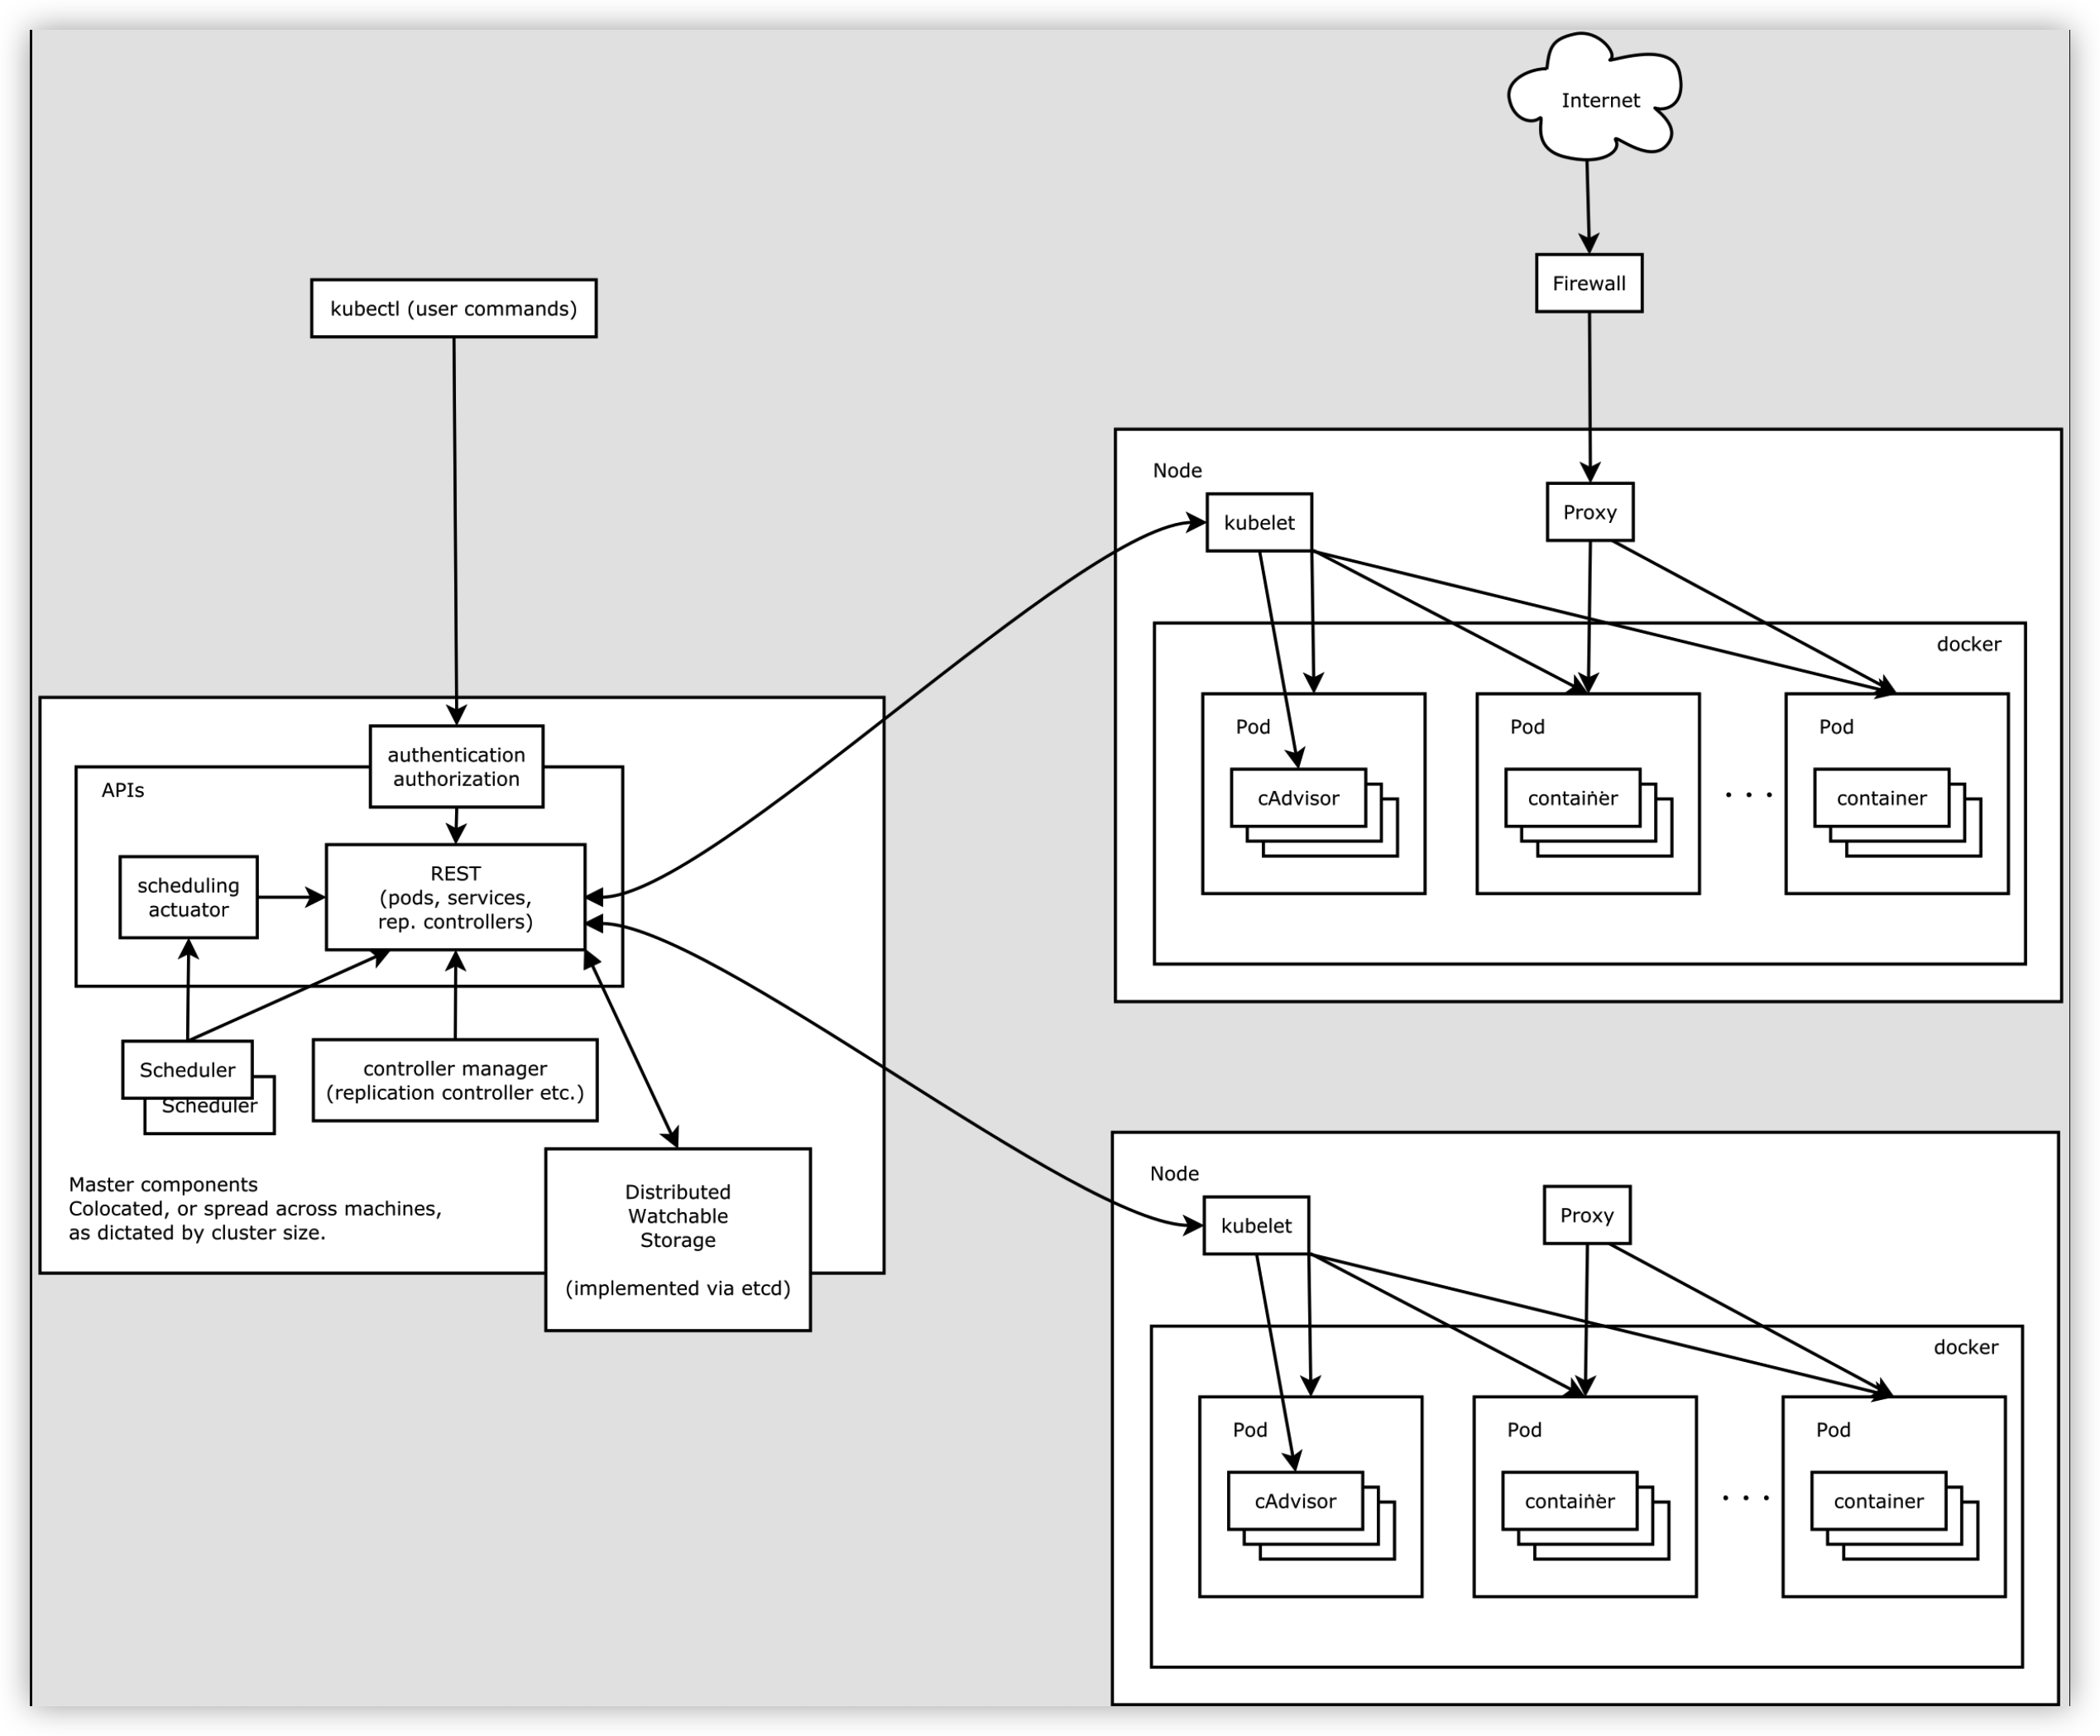 Internet
Firewall
kubectl (user commands)
Node
kubelet
Proxy
docker
Pod
cAdvisor
Pod
container
. . .
Pod
container
authentication
authorization
APIs
REST
(pods, services,
rep. controllers)
scheduling
actuator
Scheduler
Scheduler
controller manager
(replication controller etc.)
Master components
Colocated, or spread across machines,
as dictated by cluster size.
Distributed
Watchable
Storage
(implemented via etcd)
Node
kubelet
Proxy
docker
Pod
cAdvisor
Pod
container
. . .
Pod
container